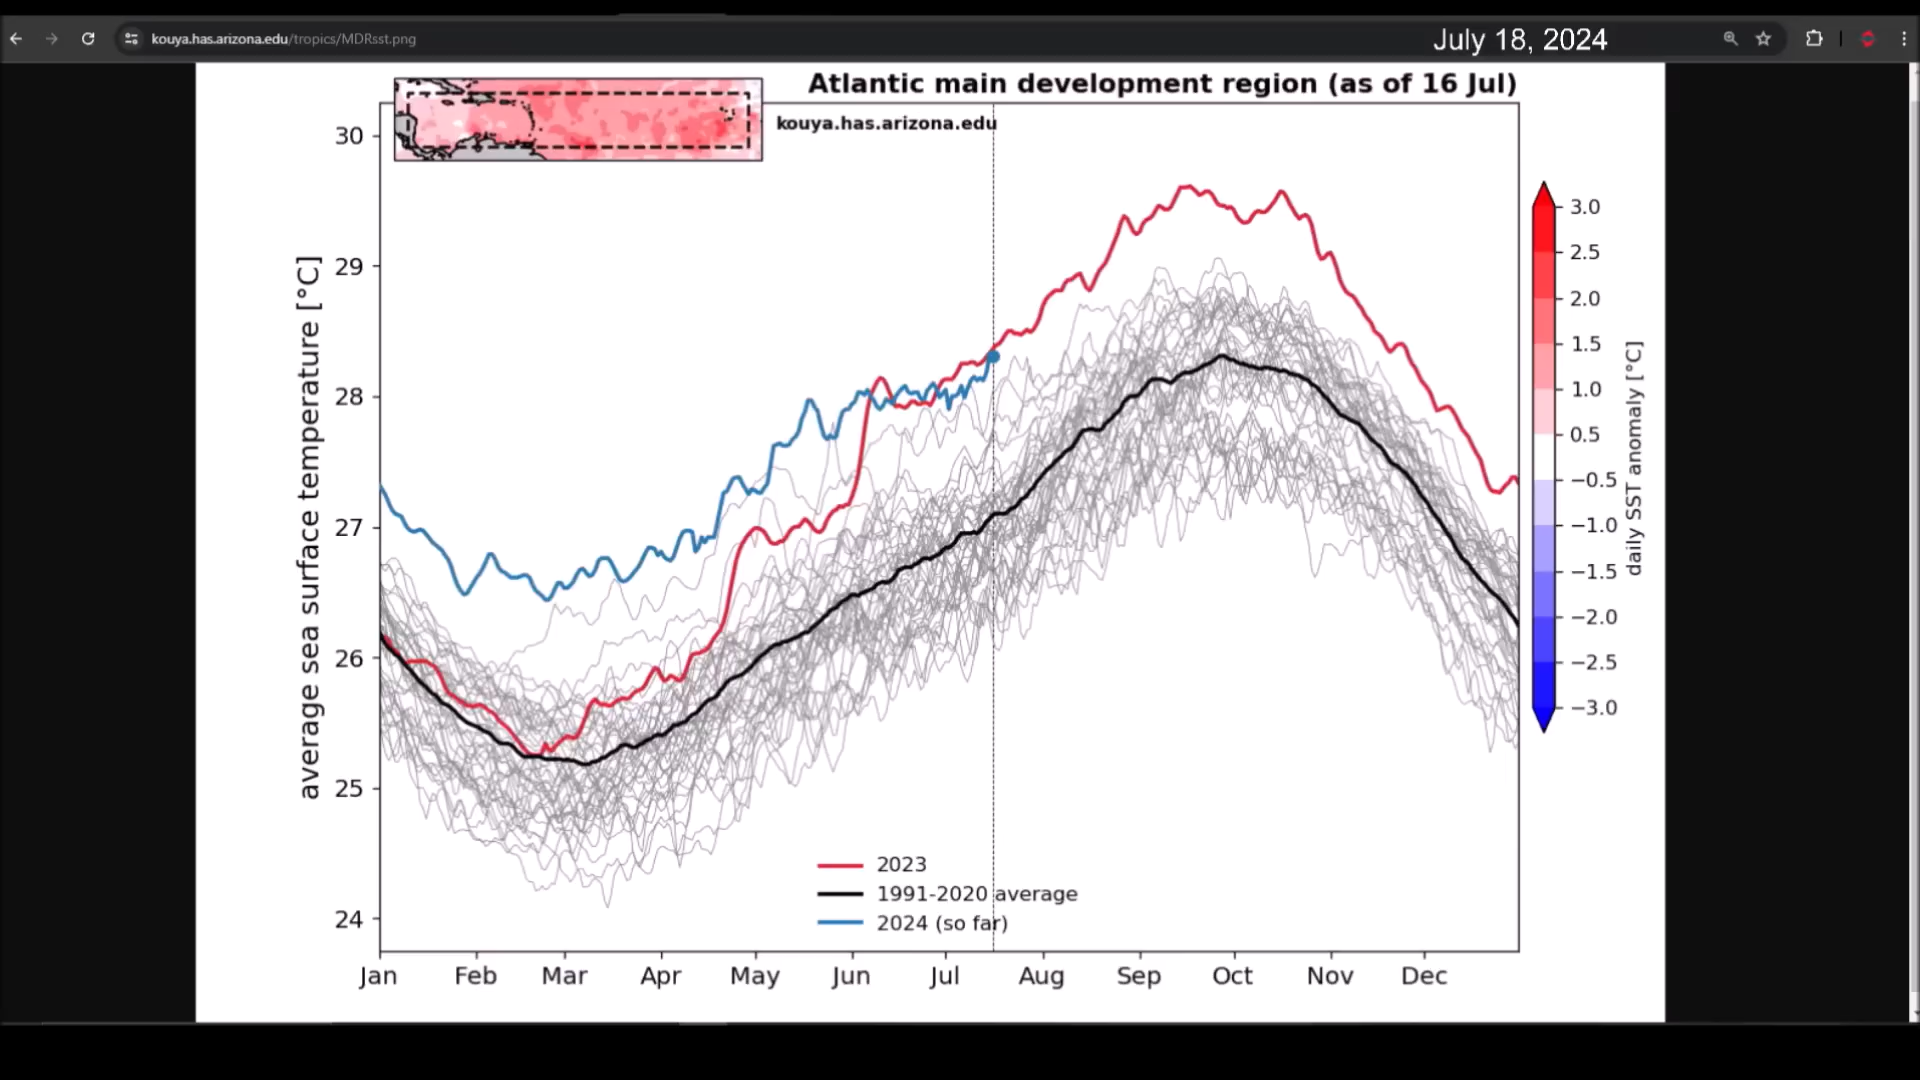 kouya.has.arizona.edu/tropics/MDRsst.png
July 18, 2024
Atlantic main development region (as of 16 Jul)
kouya.has.arizona.edu
average sea surface temperature [°C]
30
29
28
27
26
25
24
Jan Feb Mar Apr May Jun Jul Aug Sep Oct Nov Dec
2023
1991-2020 average
2024 (so far)
3.0
2.5
2.0
1.5
1.0
0.5
−0.5
−1.0
−1.5
−2.0
−2.5
−3.0
daily SST anomaly [°C]